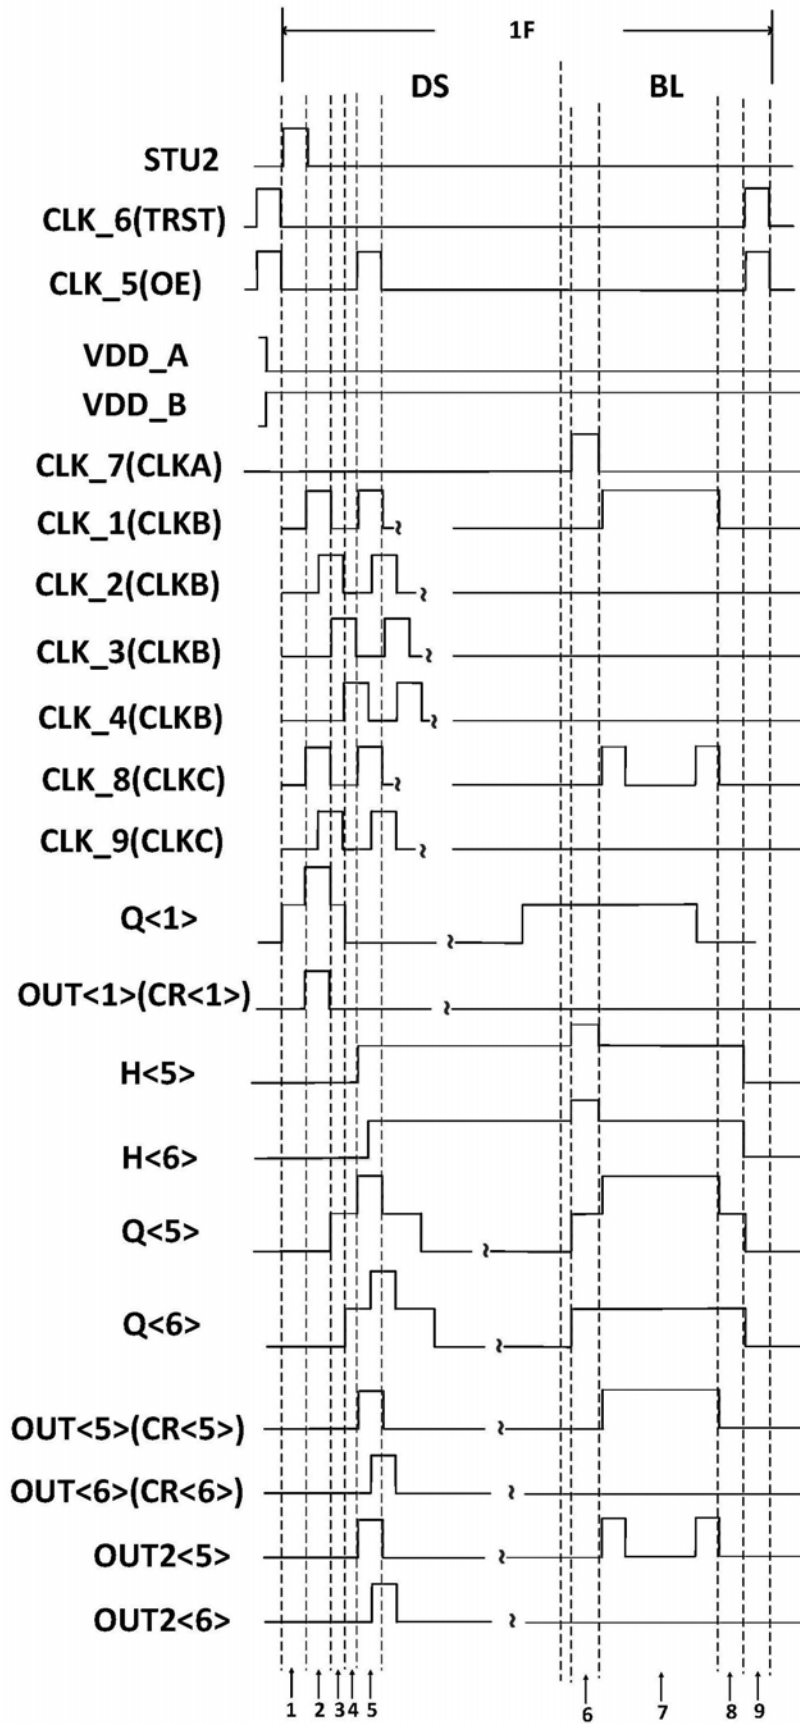 1F
DS BL
STU2
CLK_6(TRST)
CLK_5(OE)
VDD_A
VDD_B
CLK_7(CLKA)
CLK_1(CLKB)
CLK_2(CLKB)
CLK_3(CLKB)
CLK_4(CLKB)
CLK_8(CLKC)
CLK_9(CLKC)
Q<1>
OUT<1>(CR<1>)
H<5>
H<6>
Q<5>
Q<6>
OUT<5>(CR<5>)
OUT<6>(CR<6>)
OUT2<5>
OUT2<6>
1 2 3 4 5 6 7 8 9